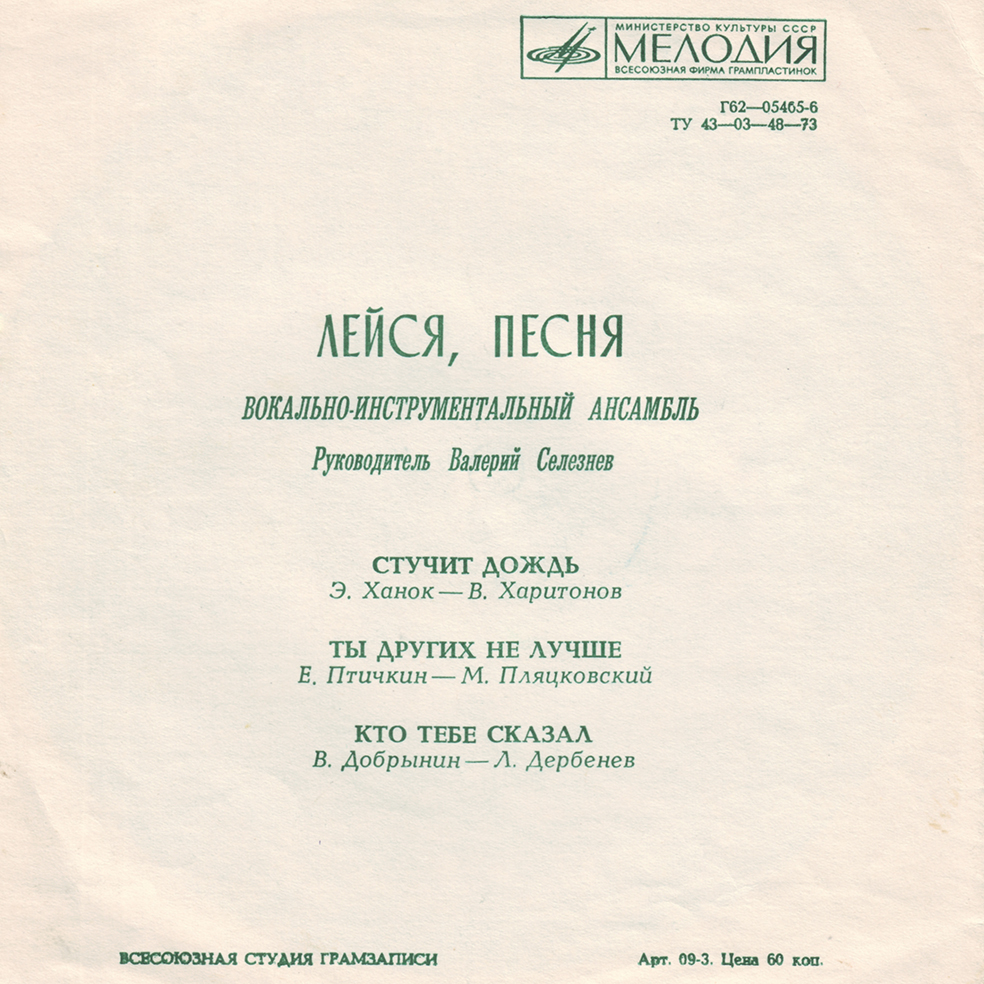 МИНИСТЕРСТВО КУЛЬТУРЫ СССР
МЕЛОДИЯ
ВСЕСОЮЗНАЯ ФИРМА ГРАМПЛАСТИНОК
Г62—05465-6
ТУ 43—03—48—73
ЛЕЙСЯ, ПЕСНЯ
ВОКАЛЬНО-ИНСТРУМЕНТАЛЬНЫЙ АНСАМБЛЬ
Руководитель Валерий Селезнев
СТУЧИТ ДОЖДЬ
Э. Ханок — В. Харитонов
ТЫ ДРУГИХ НЕ ЛУЧШЕ
Е. Птичкин — М. Пляцковский
КТО ТЕБЕ СКАЗАЛ
В. Добрынин — Л. Дербенев
ВСЕСОЮЗНАЯ СТУДИЯ ГРАМЗАПИСИ
Арт. 09-3. Цена 60 коп.